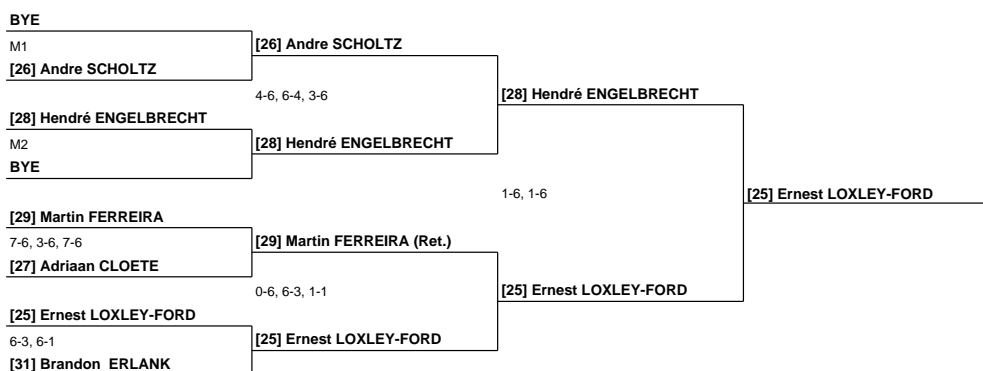 BYE
M1
[26] Andre SCHOLTZ
[28] Hendré ENGELBRECHT
M2
BYE
[29] Martin FERREIRA
7-6, 3-6, 7-6
[27] Adriaan CLOETE
[25] Ernest LOXLEY-FORD
6-3, 6-1
[31] Brandon ERLANK
[26] Andre SCHOLTZ
4-6, 6-4, 3-6
[28] Hendré ENGELBRECHT
[29] Martin FERREIRA (Ret.)
0-6, 6-3, 1-1
[25] Ernest LOXLEY-FORD
[28] Hendré ENGELBRECHT
1-6, 1-6
[25] Ernest LOXLEY-FORD
[25] Ernest LOXLEY-FORD